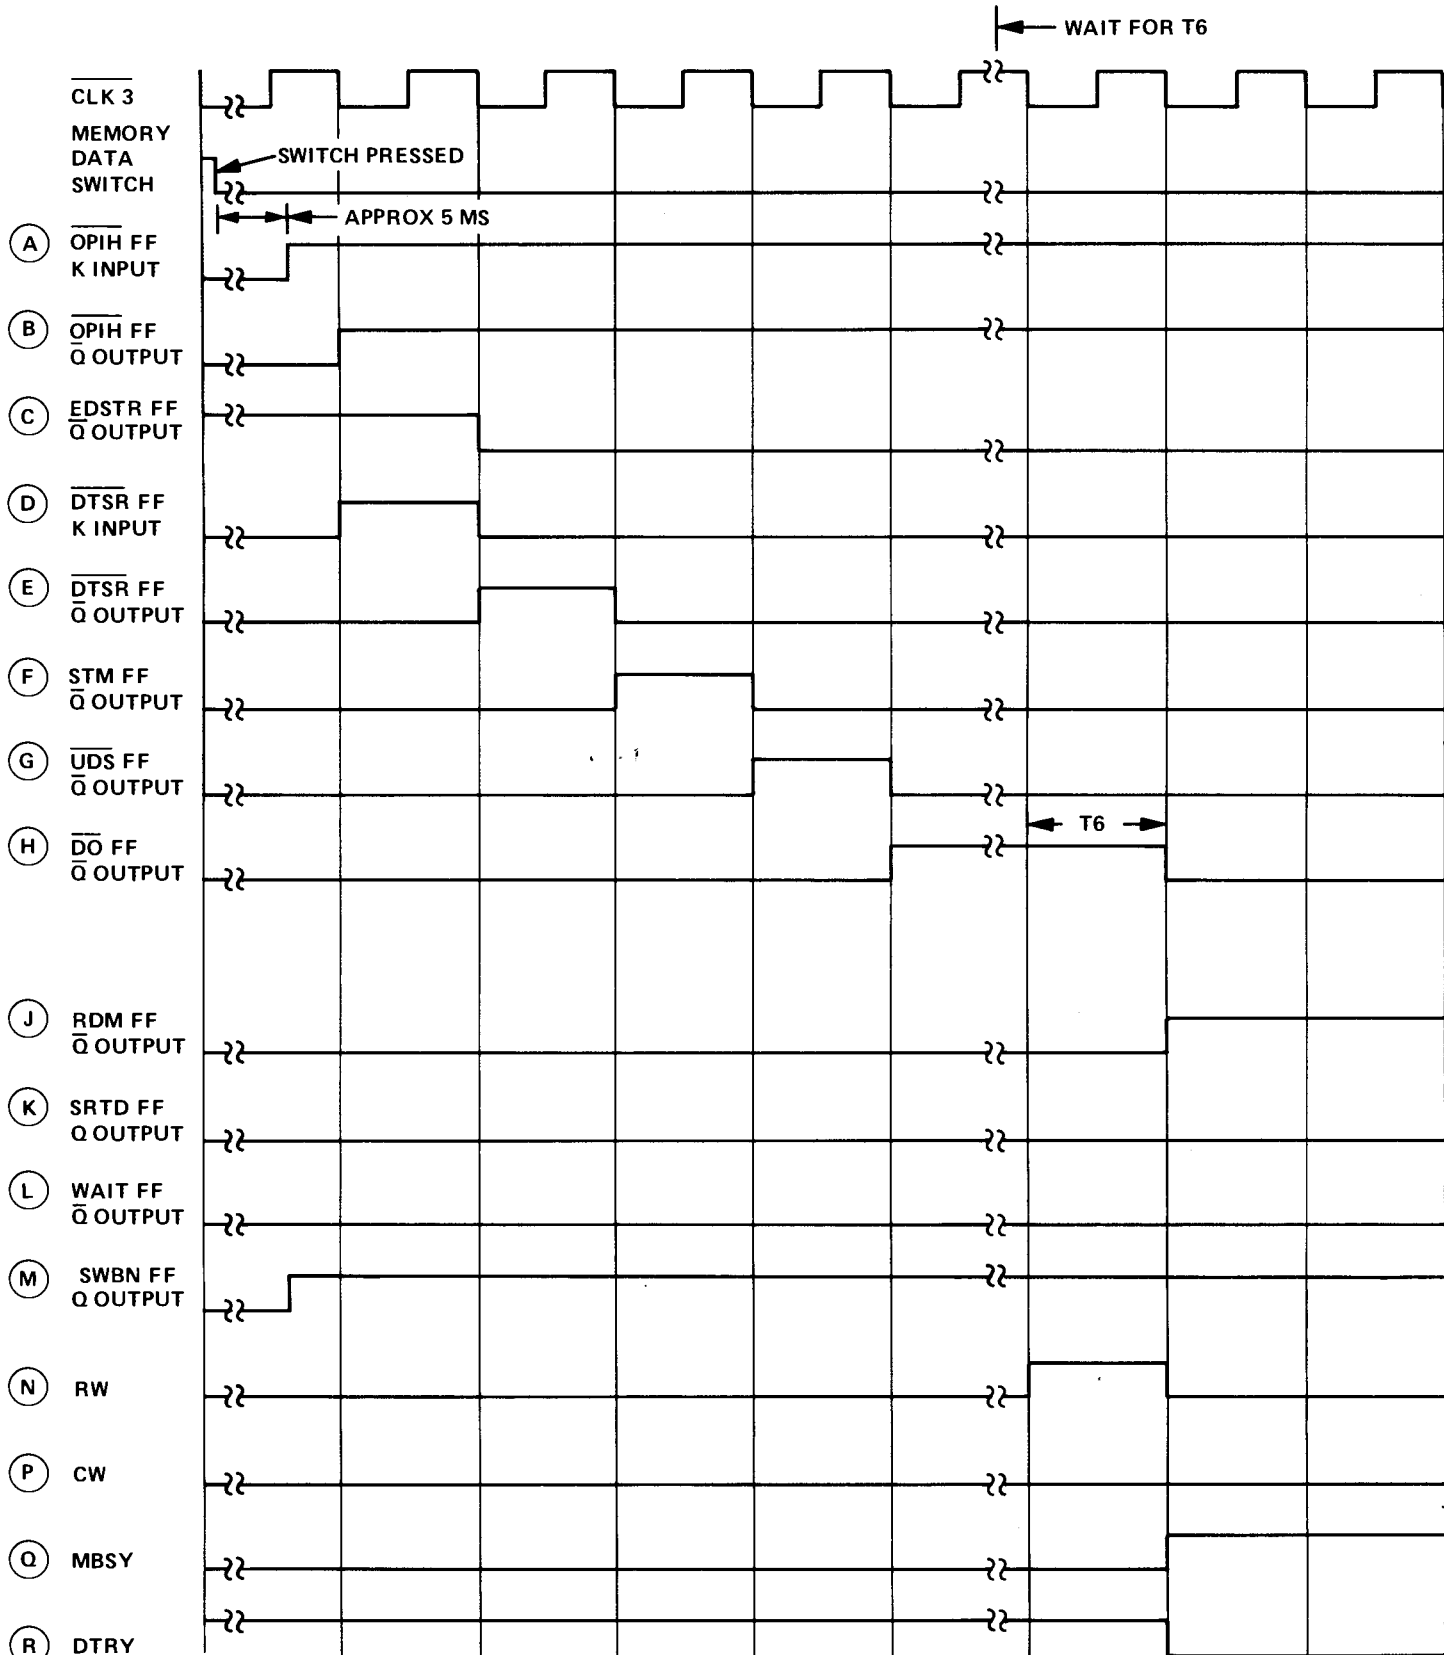 WAIT FOR T6
CLK 3
MEMORY
DATA
SWITCH
SWITCH PRESSED
APPROX 5 MS
A OPIH FF
K INPUT
B OPIH FF
Q̅ OUTPUT
C EDSTR FF
Q̅ OUTPUT
D DTSR FF
K INPUT
E DTSR FF
Q̅ OUTPUT
F STM FF
Q̅ OUTPUT
G UDS FF
Q̅ OUTPUT
T6
H DO FF
Q̅ OUTPUT
J RDM FF
Q̅ OUTPUT
K SRTD FF
Q OUTPUT
L WAIT FF
Q̅ OUTPUT
M SWBN FF
Q OUTPUT
N RW
P CW
Q MBSY
R DTRY